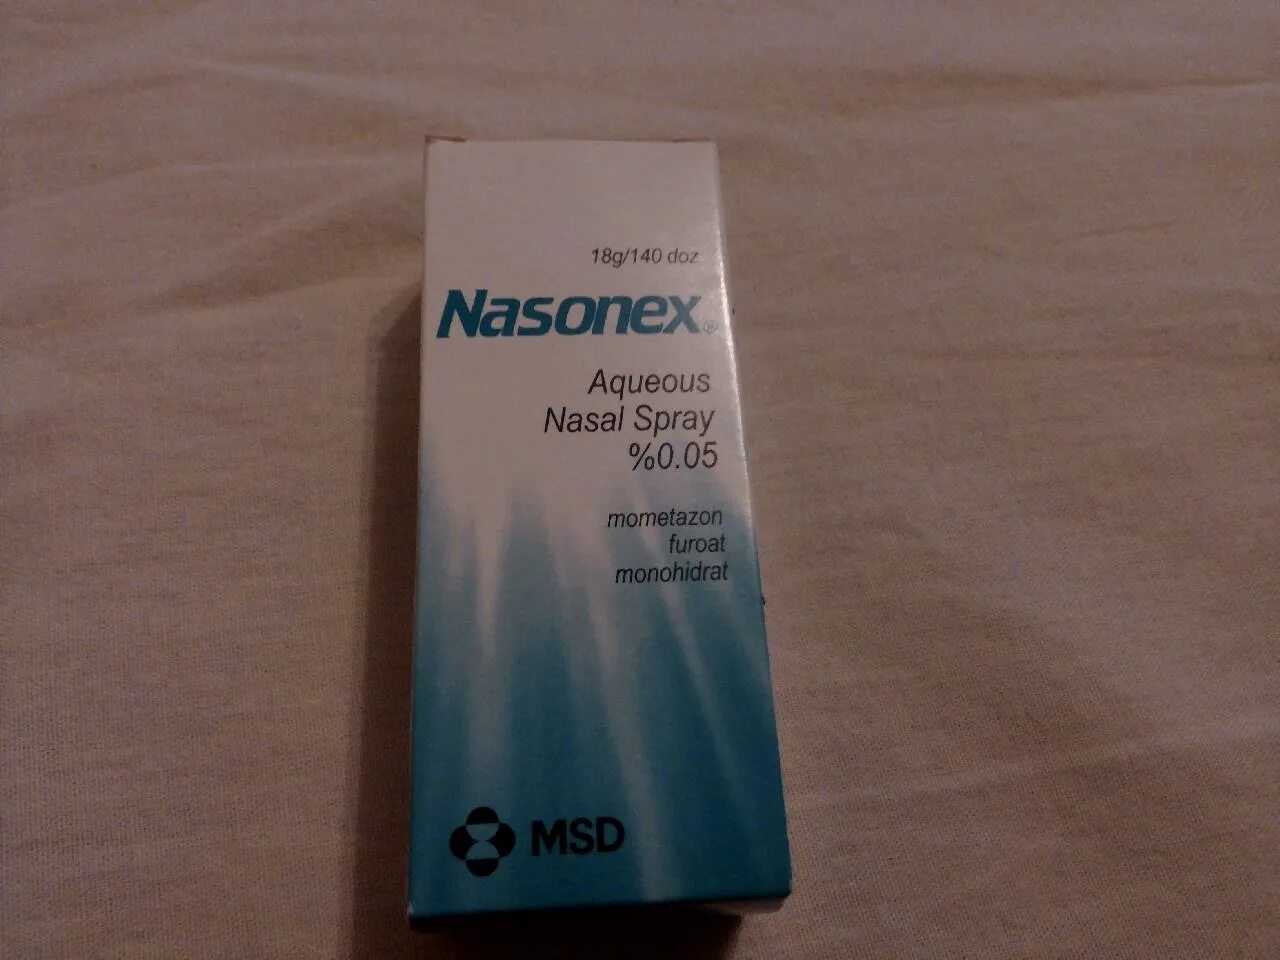 18g/140 doz
Nasonex®
Aqueous
Nasal Spray
%0.05
mometazon
furoat
monohidrat
MSD